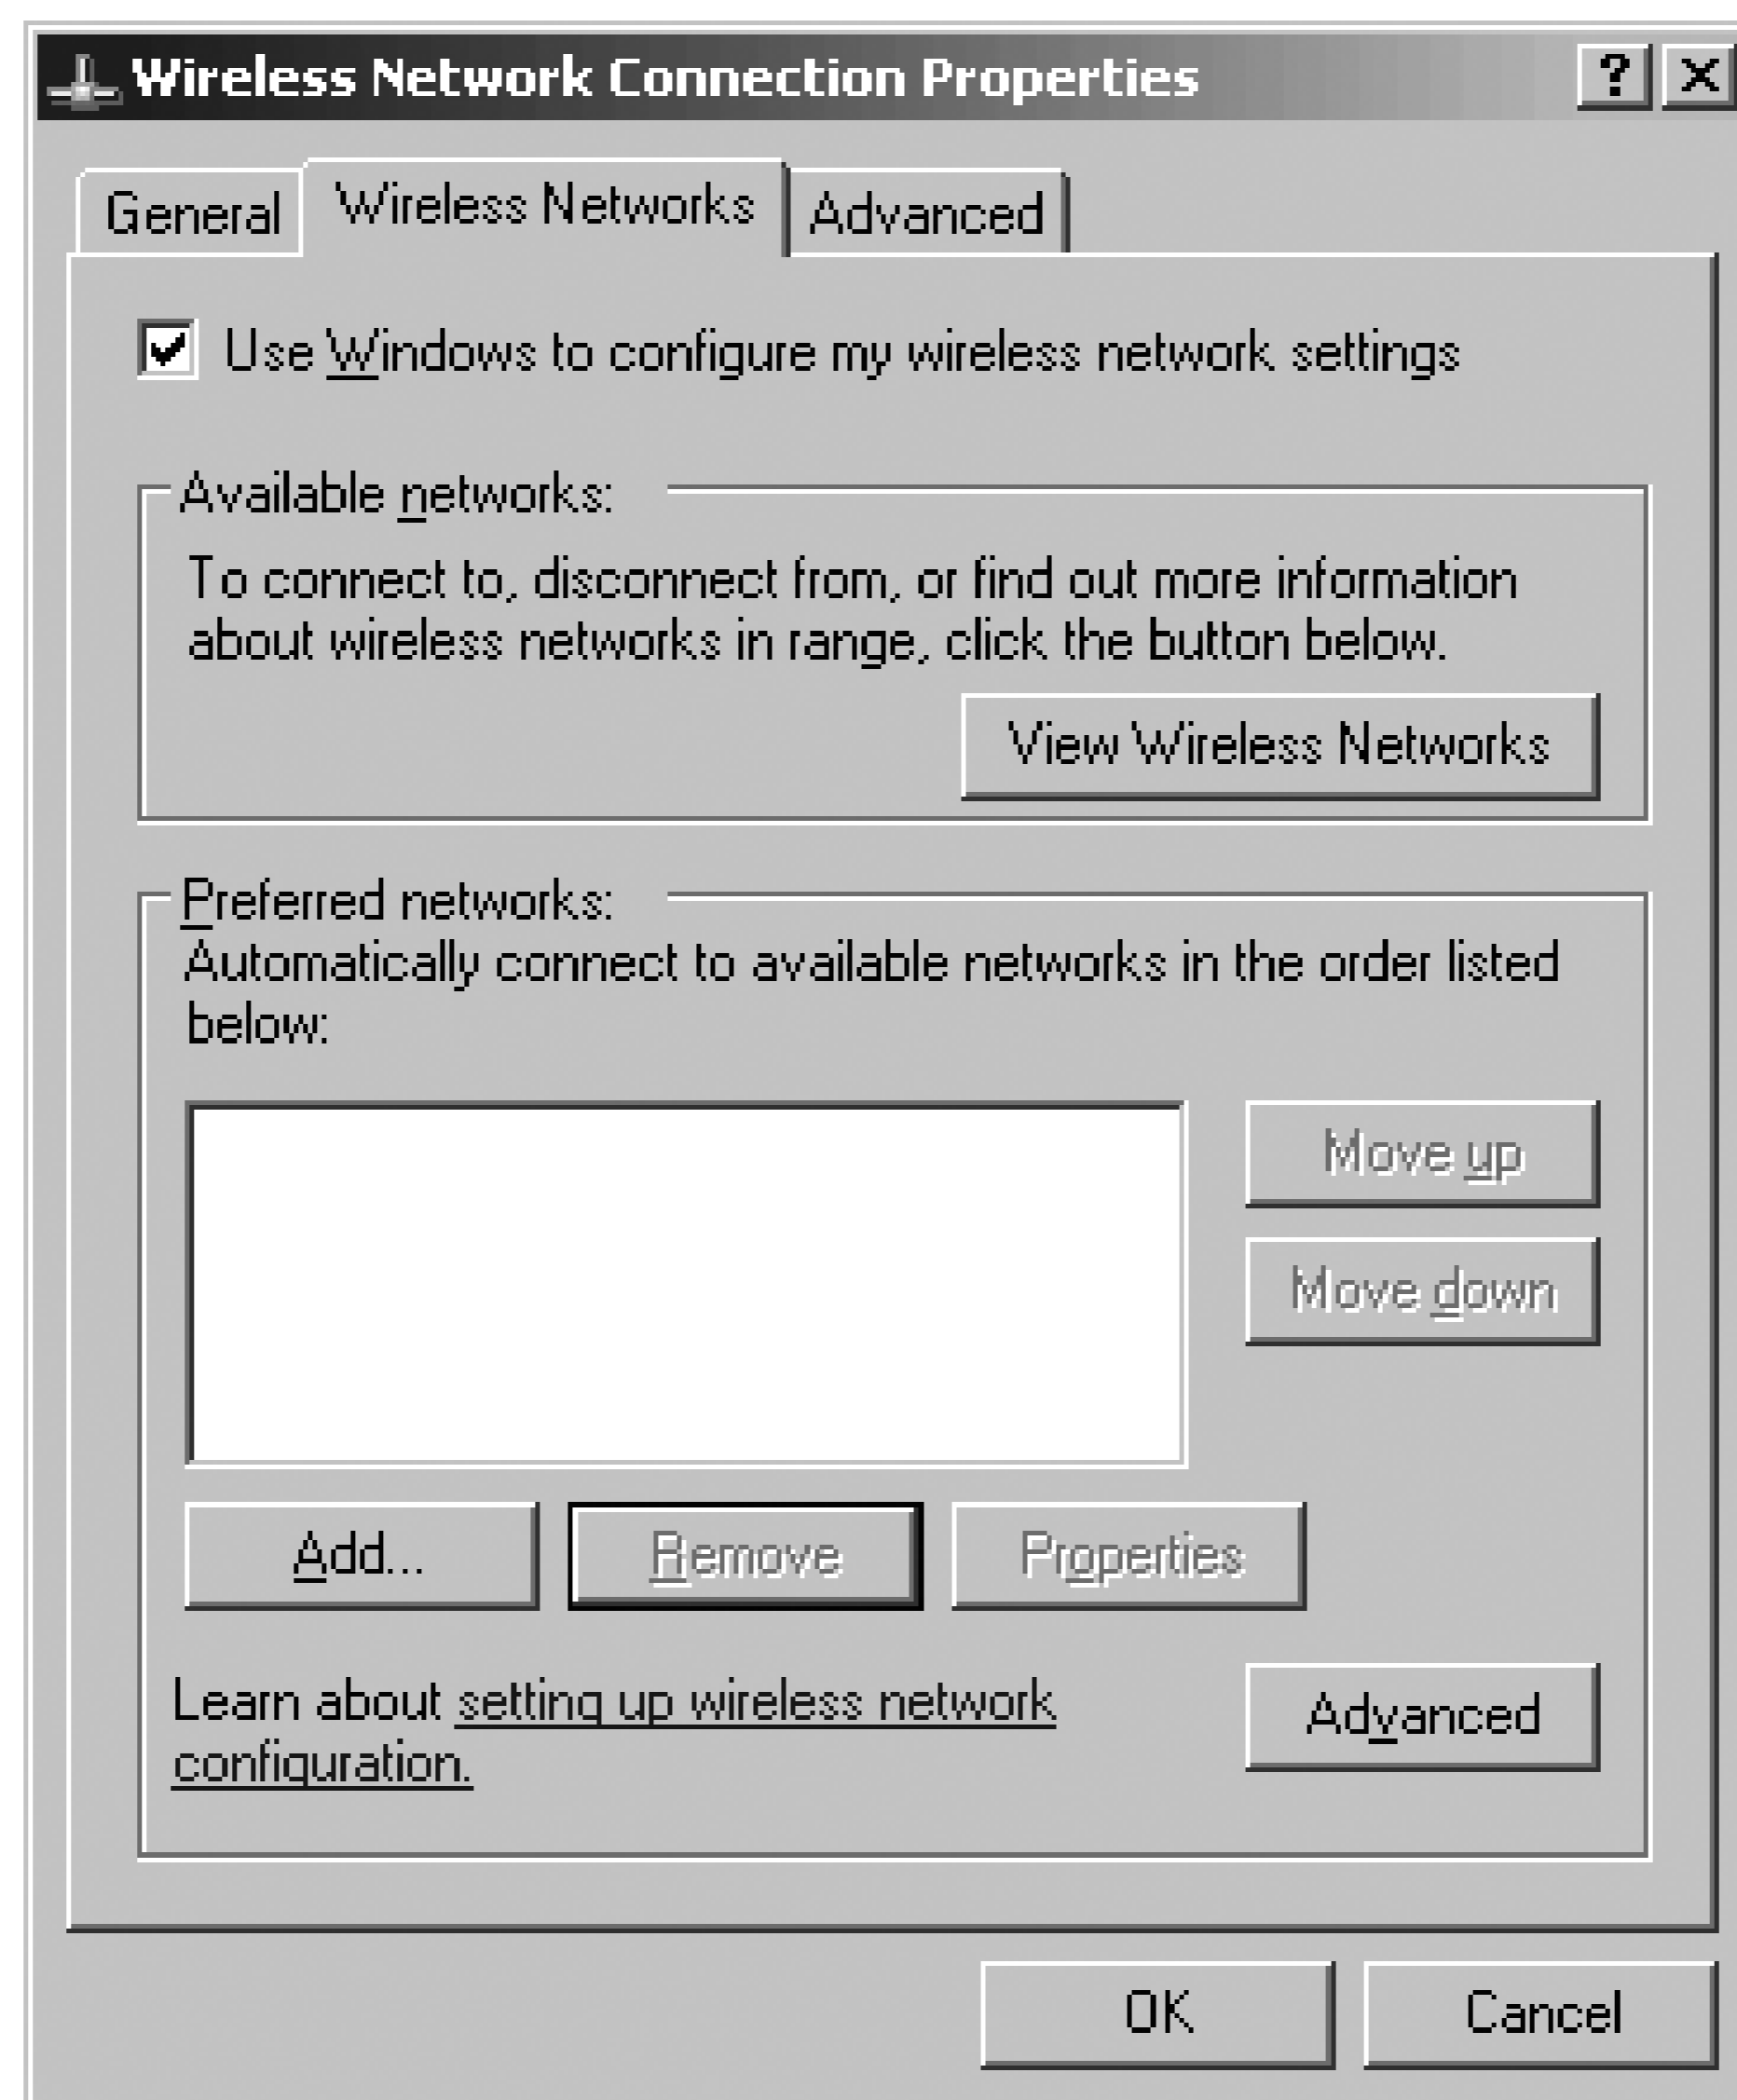 Wireless Network Connection Properties ? X
General Wireless Networks Advanced
Use Windows to configure my wireless network settings
Available networks:
To connect to, disconnect from, or find out more information
about wireless networks in range, click the button below.
View Wireless Networks
Preferred networks:
Automatically connect to available networks in the order listed
below:
Move up
Move down
Add... Remove Properties
Learn about setting up wireless network
configuration.
Advanced
OK Cancel